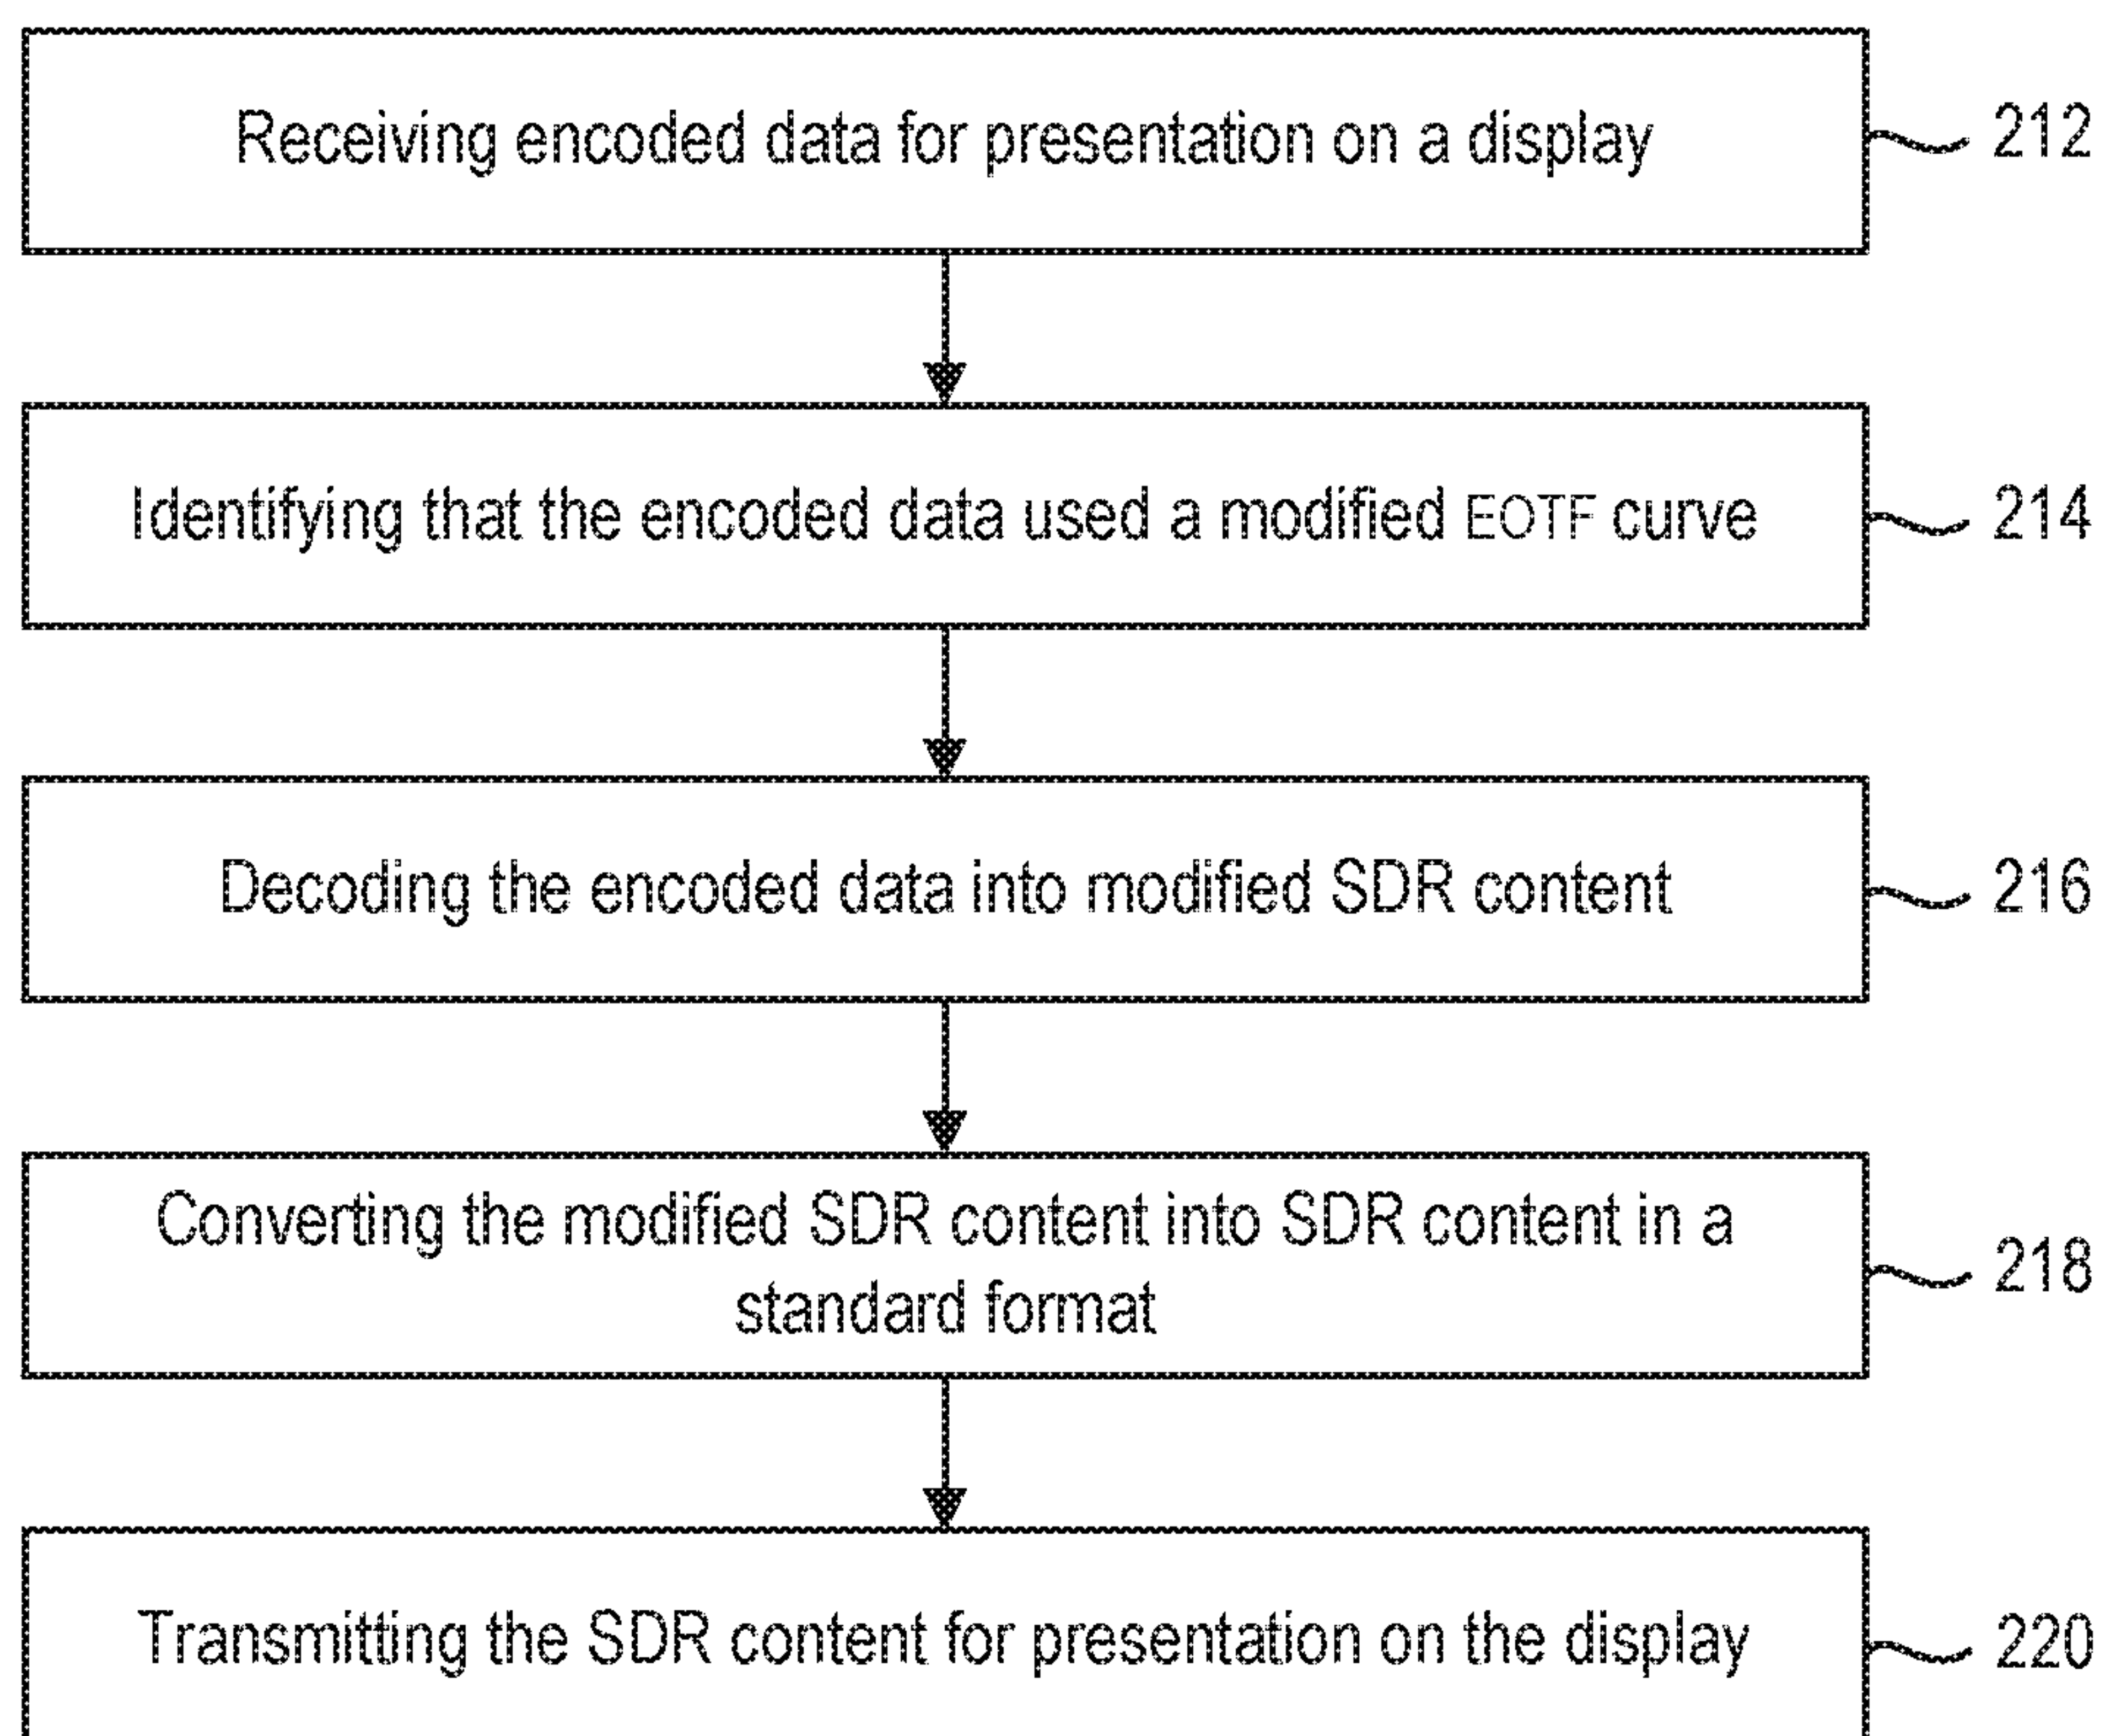 Receiving encoded data for presentation on a display
212
Identifying that the encoded data used a modified EOTF curve
214
Decoding the encoded data into modified SDR content
216
Converting the modified SDR content into SDR content in a
standard format
218
Transmitting the SDR content for presentation on the display
220